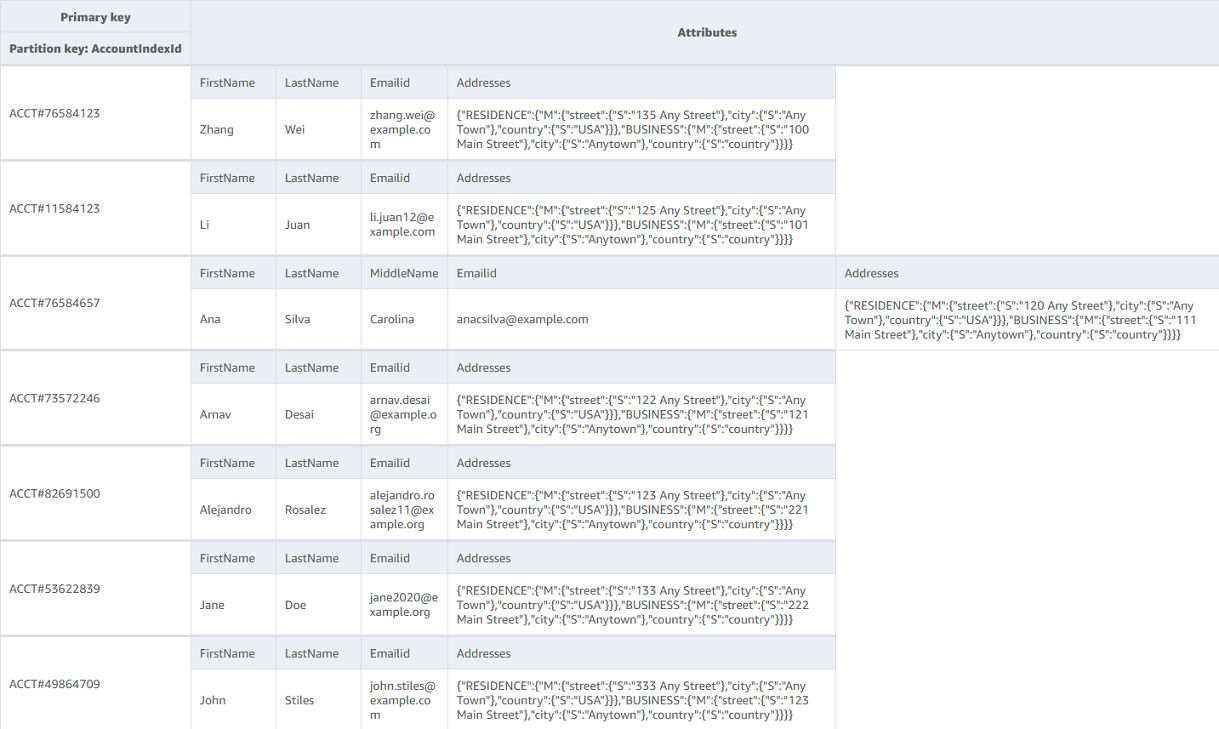 Primary key
Attributes
Partition key: AccountIndexId
FirstName LastName Emailid Addresses
ACCT#76584123
Zhang Wei zhang.wei@
example.co
m
{"RESIDENCE":{"M":{"street":{"S":"135 Any Street"},"city":{"S":"Any
Town"},"country":{"S":"USA"}}},"BUSINESS":{"M":{"street":{"S":"100
Main Street"},"city":{"S":"Anytown"},"country":{"S":"country"}}}}
FirstName LastName Emailid Addresses
ACCT#11584123
Li Juan li.juan12@e
xample.com
{"RESIDENCE":{"M":{"street":{"S":"125 Any Street"},"city":{"S":"Any
Town"},"country":{"S":"USA"}}},"BUSINESS":{"M":{"street":{"S":"101
Main Street"},"city":{"S":"Anytown"},"country":{"S":"country"}}}}
FirstName LastName MiddleName Emailid Addresses
ACCT#76584657
Ana Silva Carolina anacsilva@example.com
{"RESIDENCE":{"M":{"street":{"S":"120 Any Street"},"city":{"S":"Any
Town"},"country":{"S":"USA"}}},"BUSINESS":{"M":{"street":{"S":"111
Main Street"},"city":{"S":"Anytown"},"country":{"S":"country"}}}}
FirstName LastName Emailid Addresses
ACCT#73572246
Arnav Desai arnav.desai
@example.o
rg
{"RESIDENCE":{"M":{"street":{"S":"122 Any Street"},"city":{"S":"Any
Town"},"country":{"S":"USA"}}},"BUSINESS":{"M":{"street":{"S":"121
Main Street"},"city":{"S":"Anytown"},"country":{"S":"country"}}}}
FirstName LastName Emailid Addresses
ACCT#82691500
Alejandro Rosalez alejandro.ro
salez11@ex
ample.org
{"RESIDENCE":{"M":{"street":{"S":"123 Any Street"},"city":{"S":"Any
Town"},"country":{"S":"USA"}}},"BUSINESS":{"M":{"street":{"S":"221
Main Street"},"city":{"S":"Anytown"},"country":{"S":"country"}}}}
FirstName LastName Emailid Addresses
ACCT#53622839
Jane Doe jane2020@e
xample.org
{"RESIDENCE":{"M":{"street":{"S":"133 Any Street"},"city":{"S":"Any
Town"},"country":{"S":"USA"}}},"BUSINESS":{"M":{"street":{"S":"222
Main Street"},"city":{"S":"Anytown"},"country":{"S":"country"}}}}
FirstName LastName Emailid Addresses
ACCT#49864709
John Stiles john.stiles@
example.co
m
{"RESIDENCE":{"M":{"street":{"S":"333 Any Street"},"city":{"S":"Any
Town"},"country":{"S":"USA"}}},"BUSINESS":{"M":{"street":{"S":"123
Main Street"},"city":{"S":"Anytown"},"country":{"S":"country"}}}}